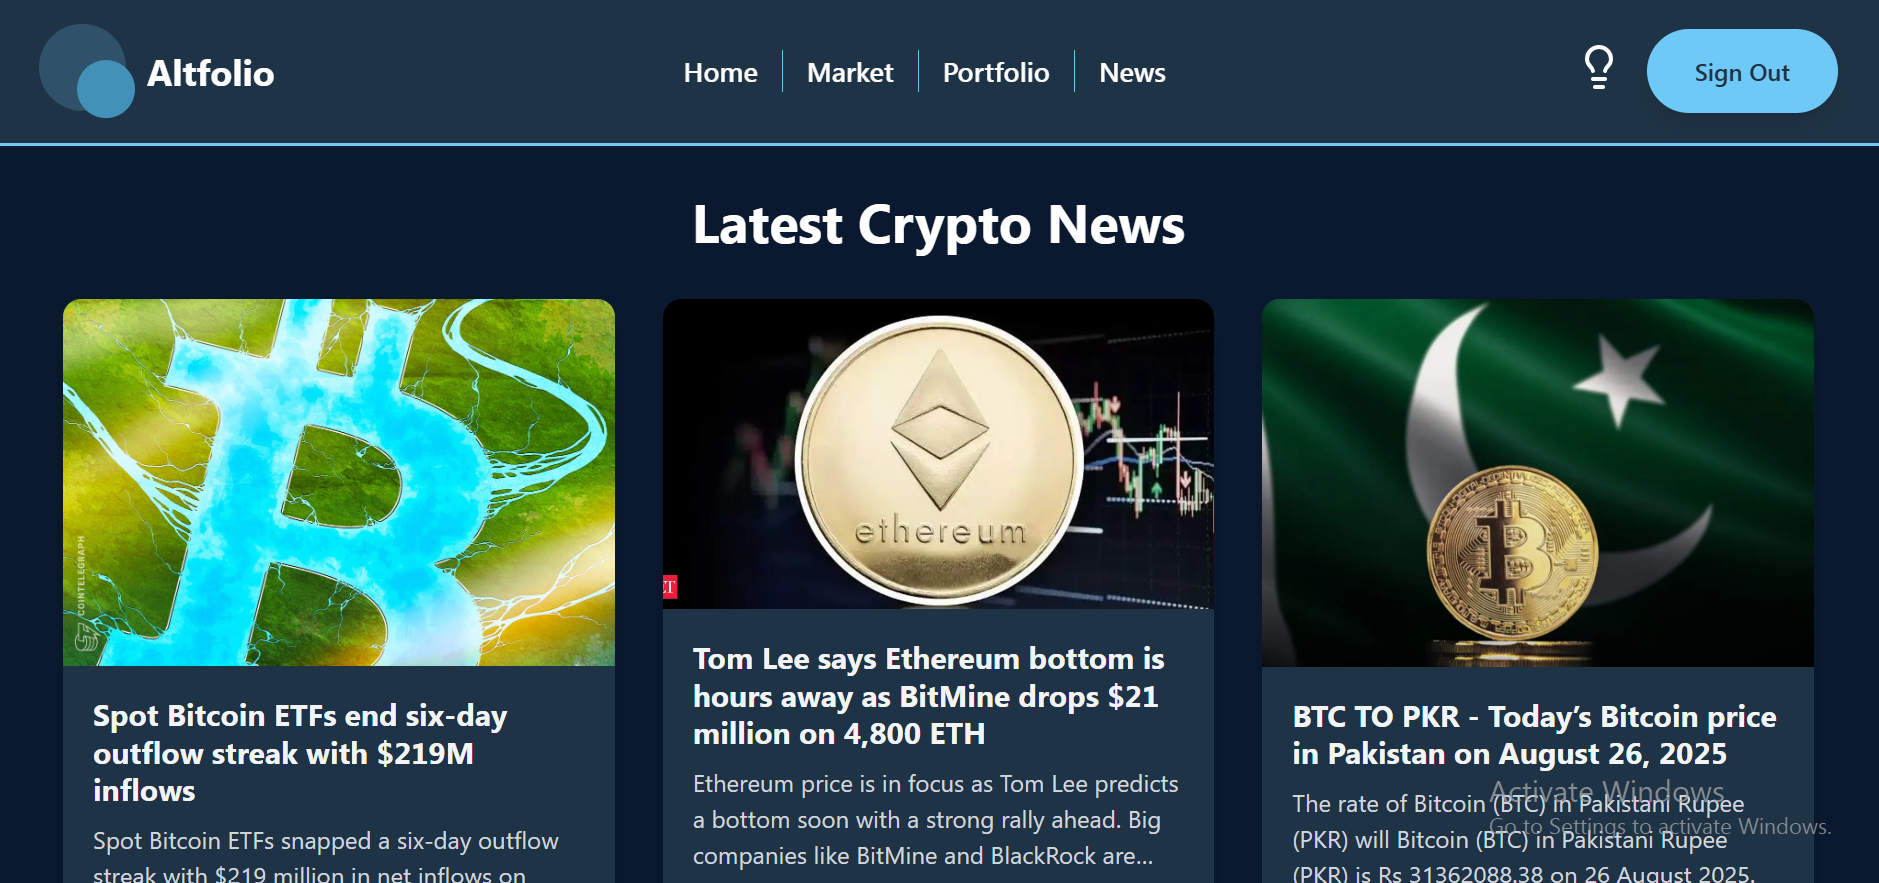 Altfolio
Home
Market
Portfolio
News
Sign Out
Latest Crypto News
COINTELEGRAPH
Spot Bitcoin ETFs end six-day
outflow streak with $219M
inflows
Spot Bitcoin ETFs snapped a six-day outflow
streak with $219 million in net inflows on
ethereum
ET
Tom Lee says Ethereum bottom is
hours away as BitMine drops $21
million on 4,800 ETH
Ethereum price is in focus as Tom Lee predicts
a bottom soon with a strong rally ahead. Big
companies like BitMine and BlackRock are...
BTC TO PKR - Today’s Bitcoin price
in Pakistan on August 26, 2025
The rate of Bitcoin (BTC) in Pakistani Rupee
(PKR) will Bitcoin (BTC) in Pakistani Rupee
(PKR) is Rs 31362088.38 on 26 August 2025.
Activate Windows
Go to Settings to activate Windows.